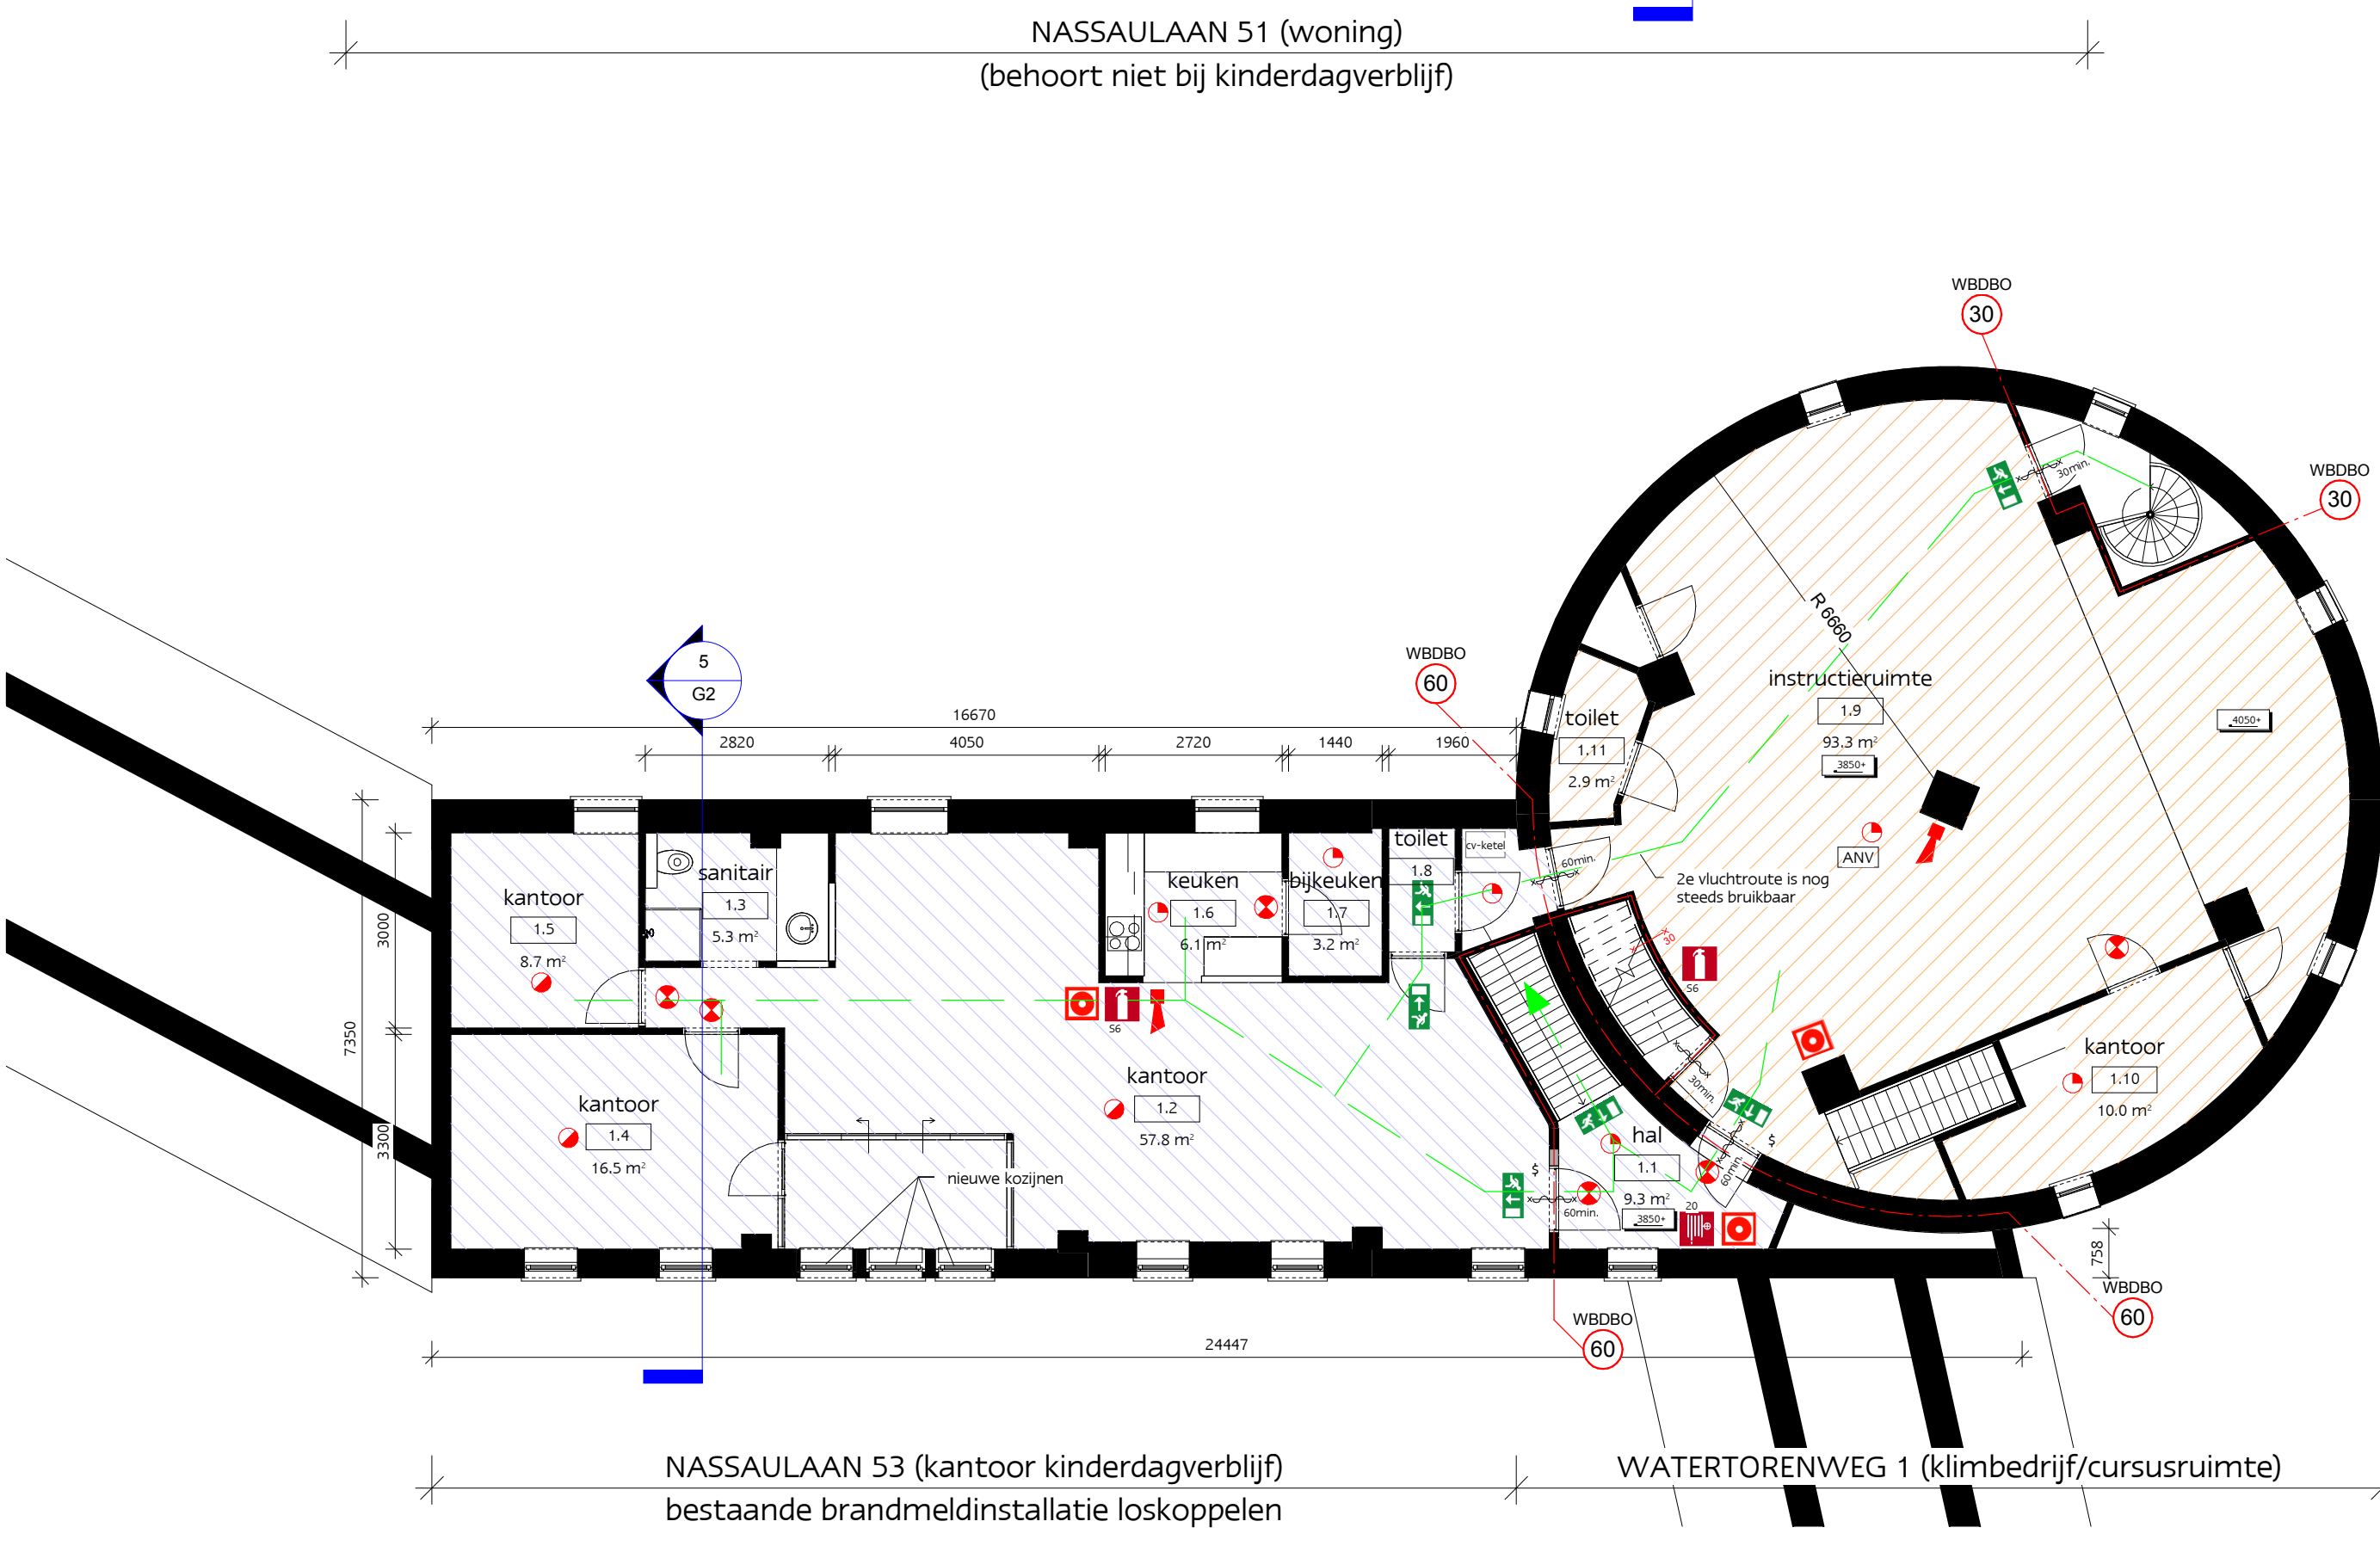 NASSAULAAN 51 (woning)
(behoort niet bij kinderdagverblijf)
WBDBO
30
WBDBO
30
30min.
R 6660
WBDBO
60
5
G2
16670
2820
4050
2720
1440
1960
7350
3000
3300
instructieruimte
1.9
93.3 m²
3850+
4050+
toilet
1.11
2.9 m²
ANV
2e vluchtroute is nog
steeds bruikbaar
60min.
toilet
1.8
cv-ketel
keuken
1.6
6.1 m²
bijkeuken
1.7
3.2 m²
sanitair
1.3
5.3 m²
kantoor
1.5
8.7 m²
30
S6
S6
30min.
kantoor
1.10
10.0 m²
kantoor
1.2
57.8 m²
kantoor
1.4
16.5 m²
nieuwe kozijnen
hal
1.1
9.3 m²
3850+
$
$
60min.
60min.
20
758
WBDBO
60
WBDBO
60
24447
NASSAULAAN 53 (kantoor kinderdagverblijf)
bestaande brandmeldinstallatie loskoppelen
WATERTORENWEG 1 (klimbedrijf/cursusruimte)